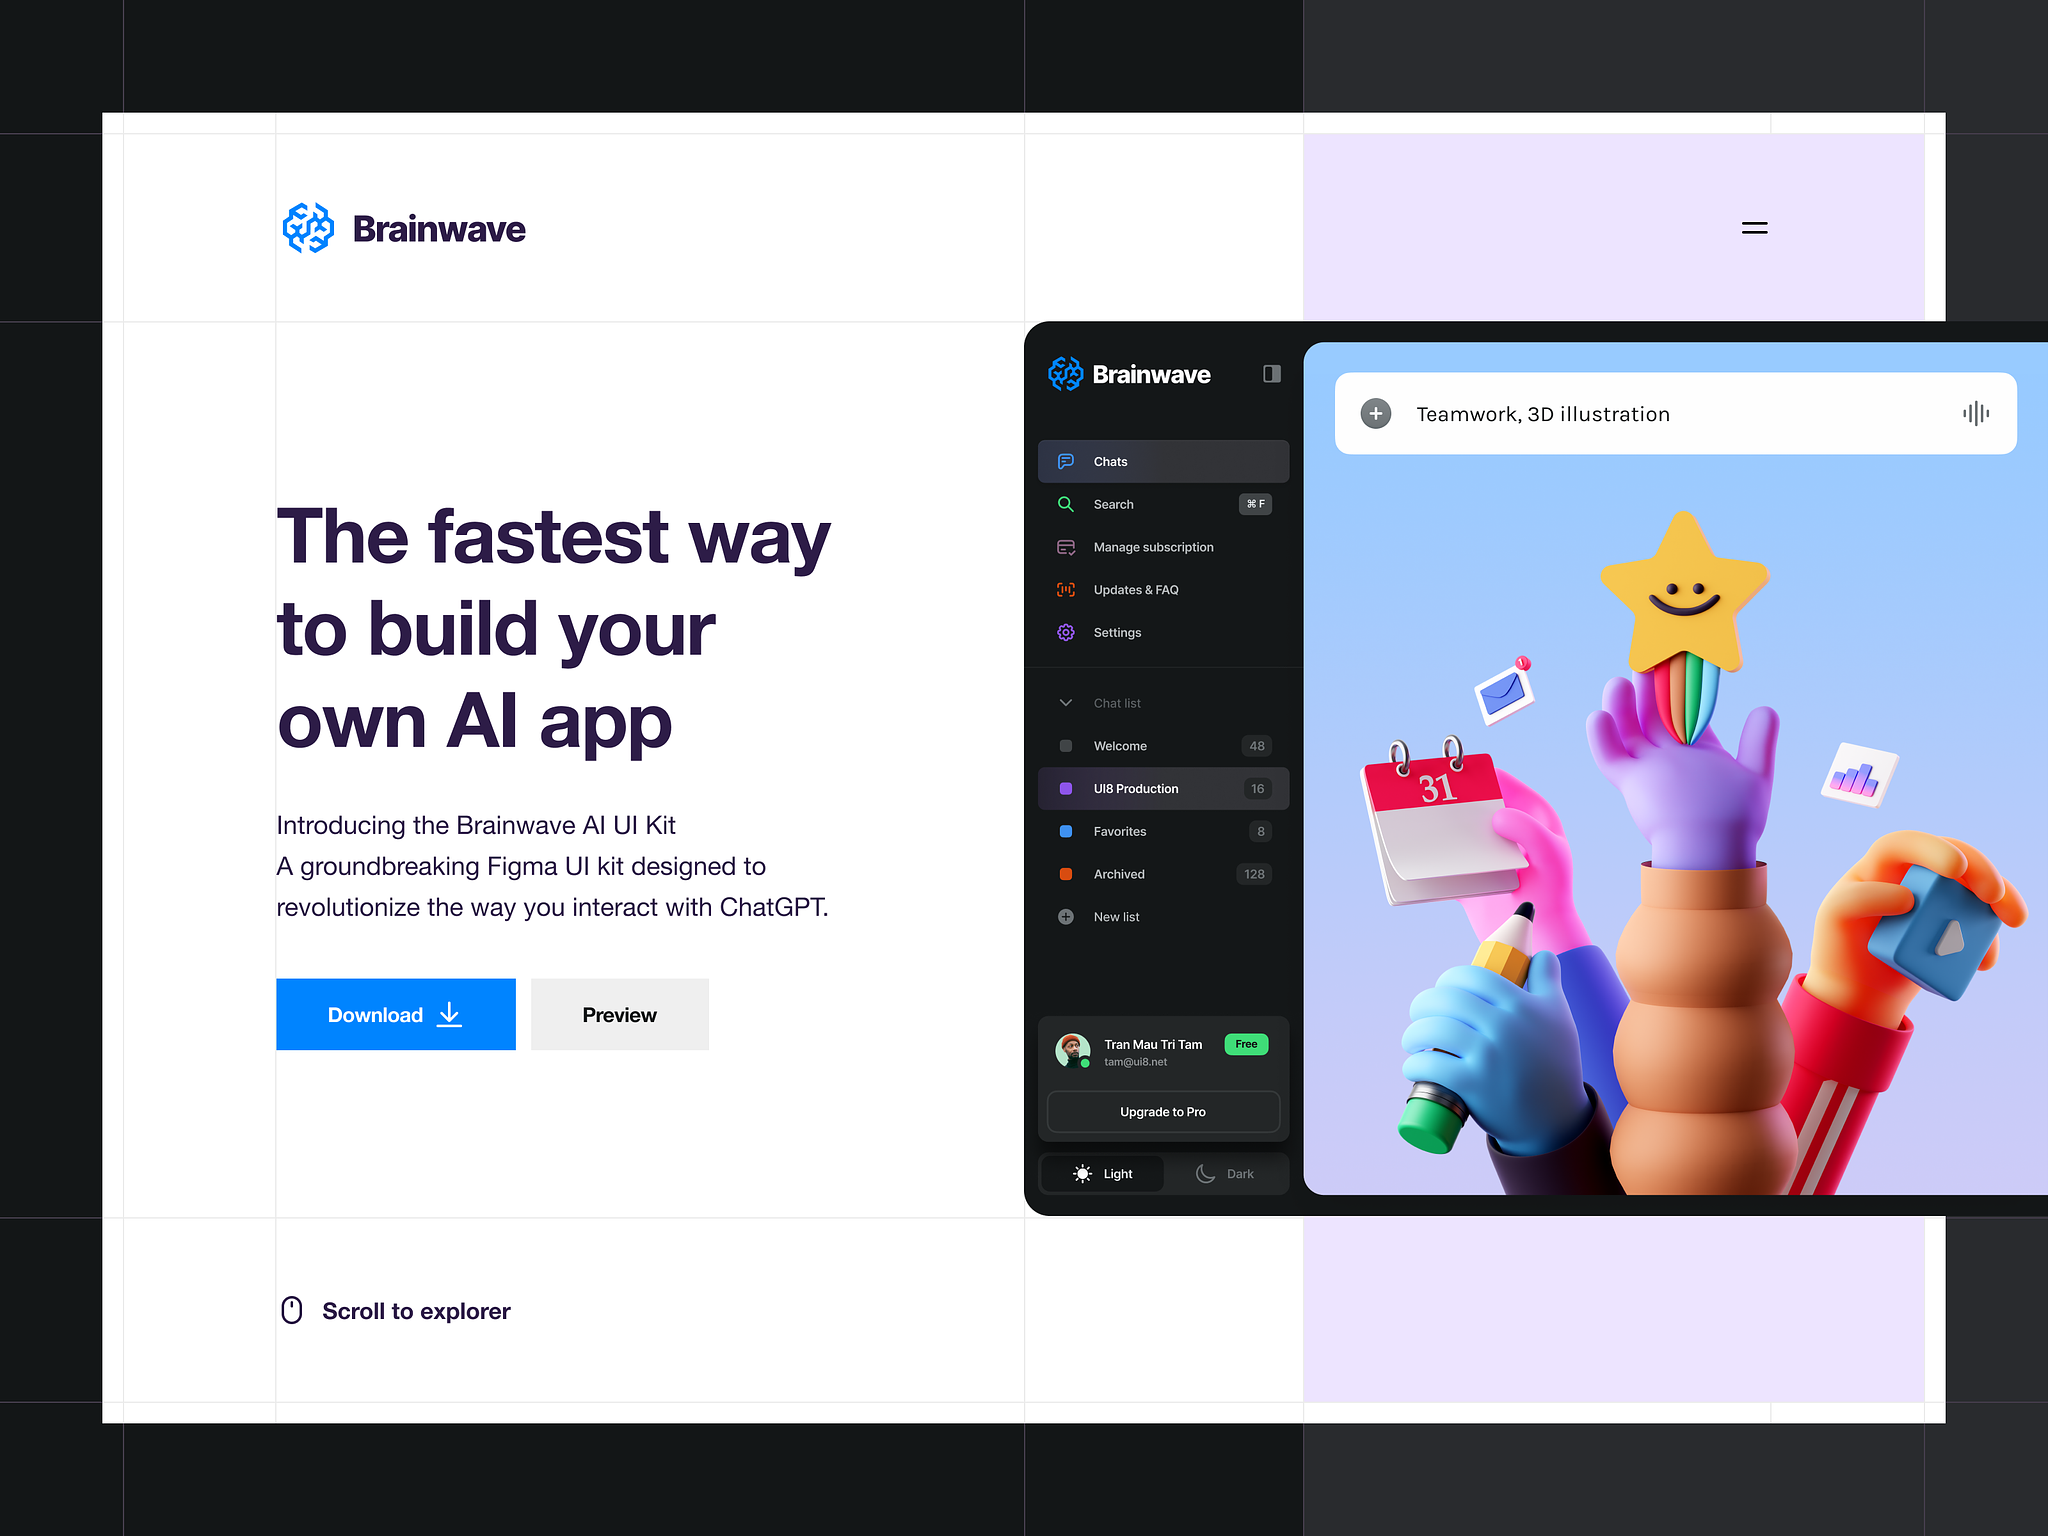 Brainwave
The fastest way
to build your
own AI app
Introducing the Brainwave AI UI Kit
A groundbreaking Figma UI kit designed to
revolutionize the way you interact with ChatGPT.
Download
Preview
Scroll to explorer
Brainwave
Chats
Search ⌘ F
Manage subscription
Updates & FAQ
Settings
Chat list
Welcome 48
UI8 Production 16
Favorites 8
Archived 128
New list
Tran Mau Tri Tam Free
tam@ui8.net
Upgrade to Pro
Light Dark
Teamwork, 3D illustration
31